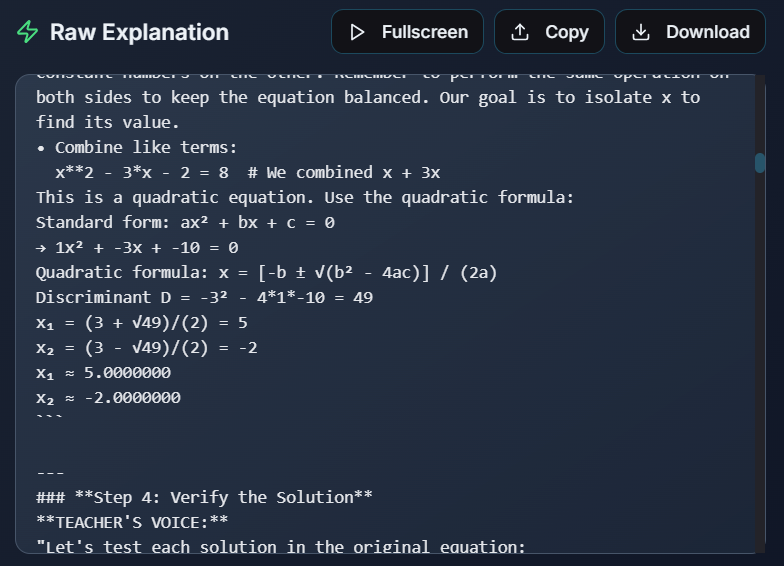 Raw Explanation
Fullscreen
Copy
Download
constant numbers on the other. Remember to perform the same operation on
both sides to keep the equation balanced. Our goal is to isolate x to
find its value.
• Combine like terms:
x**2 - 3*x - 2 = 8  # We combined x + 3x
This is a quadratic equation. Use the quadratic formula:
Standard form: ax² + bx + c = 0
→ 1x² + -3x + -10 = 0
Quadratic formula: x = [-b ± √(b² - 4ac)] / (2a)
Discriminant D = -3² - 4*1*-10 = 49
x₁ = (3 + √49)/(2) = 5
x₂ = (3 - √49)/(2) = -2
x₁ ≈ 5.0000000
x₂ ≈ -2.0000000
```
---
### **Step 4: Verify the Solution**
**TEACHER'S VOICE:**
"Let's test each solution in the original equation: